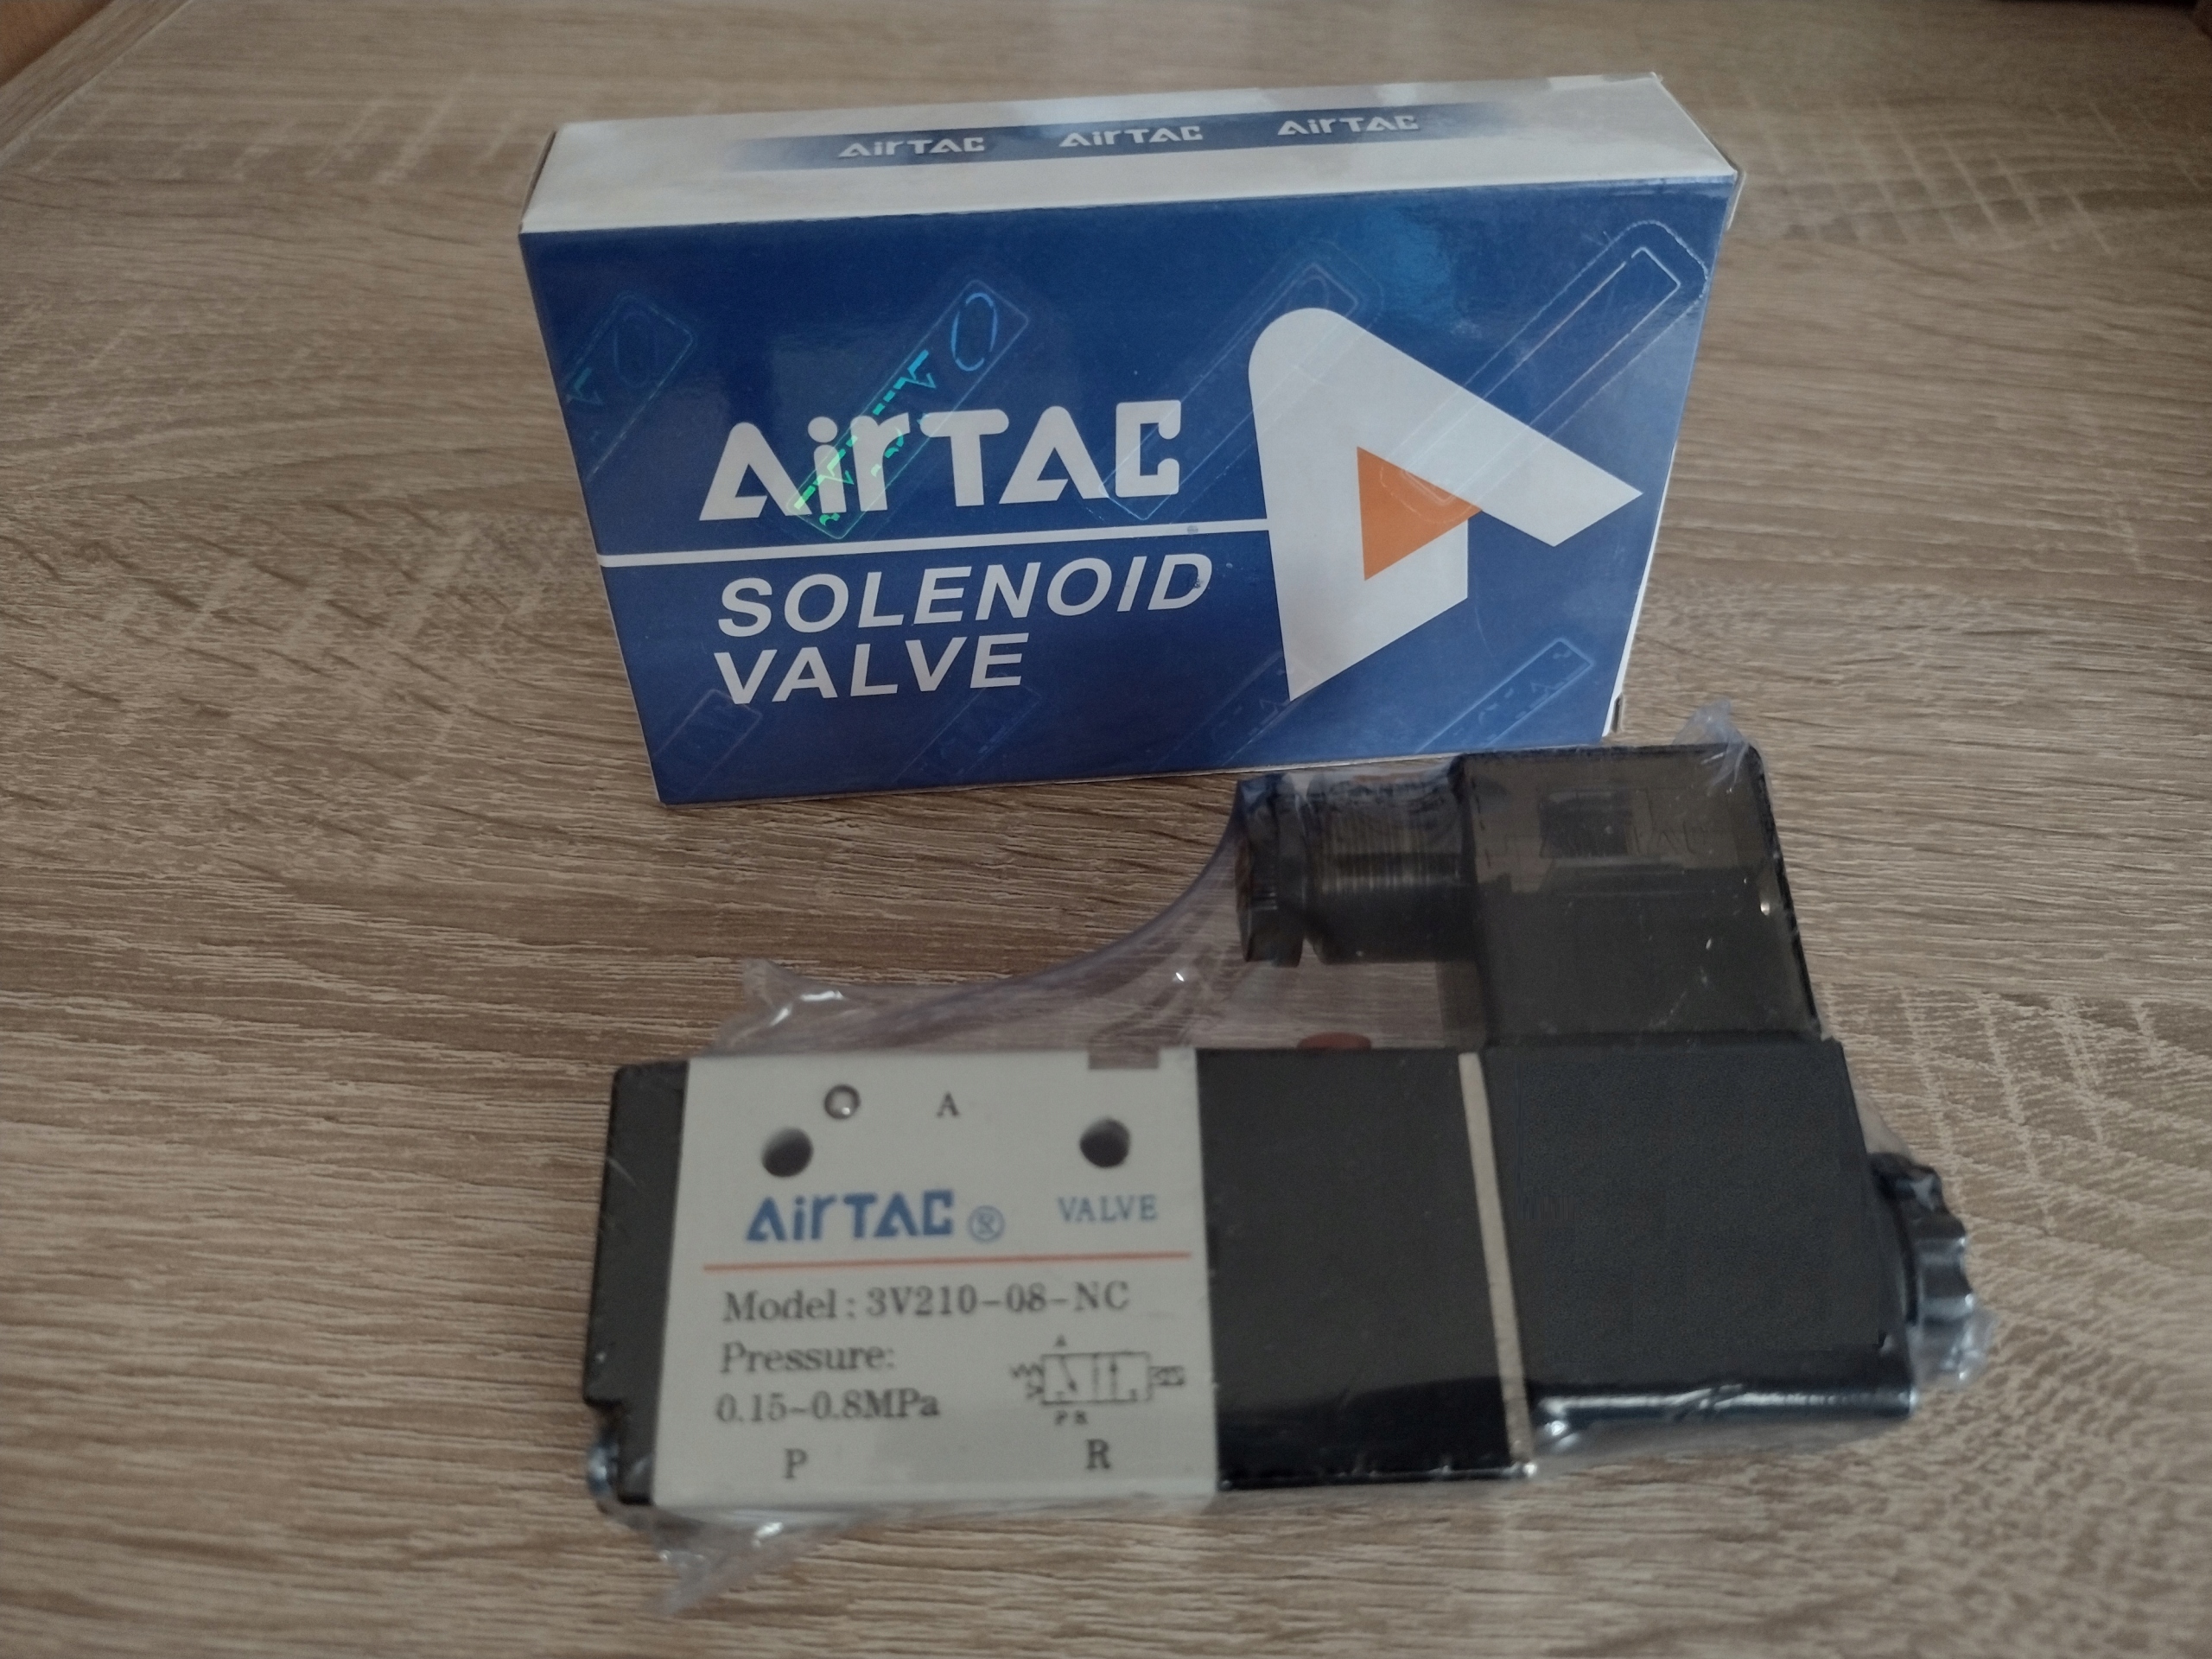 AirTAC AirTAC AirTAC
AirTAC
SOLENOID
VALVE
A
AirTAC ® VALVE
Model: 3V210-08-NC
Pressure:
0.15~0.8MPa
A
P R
P R